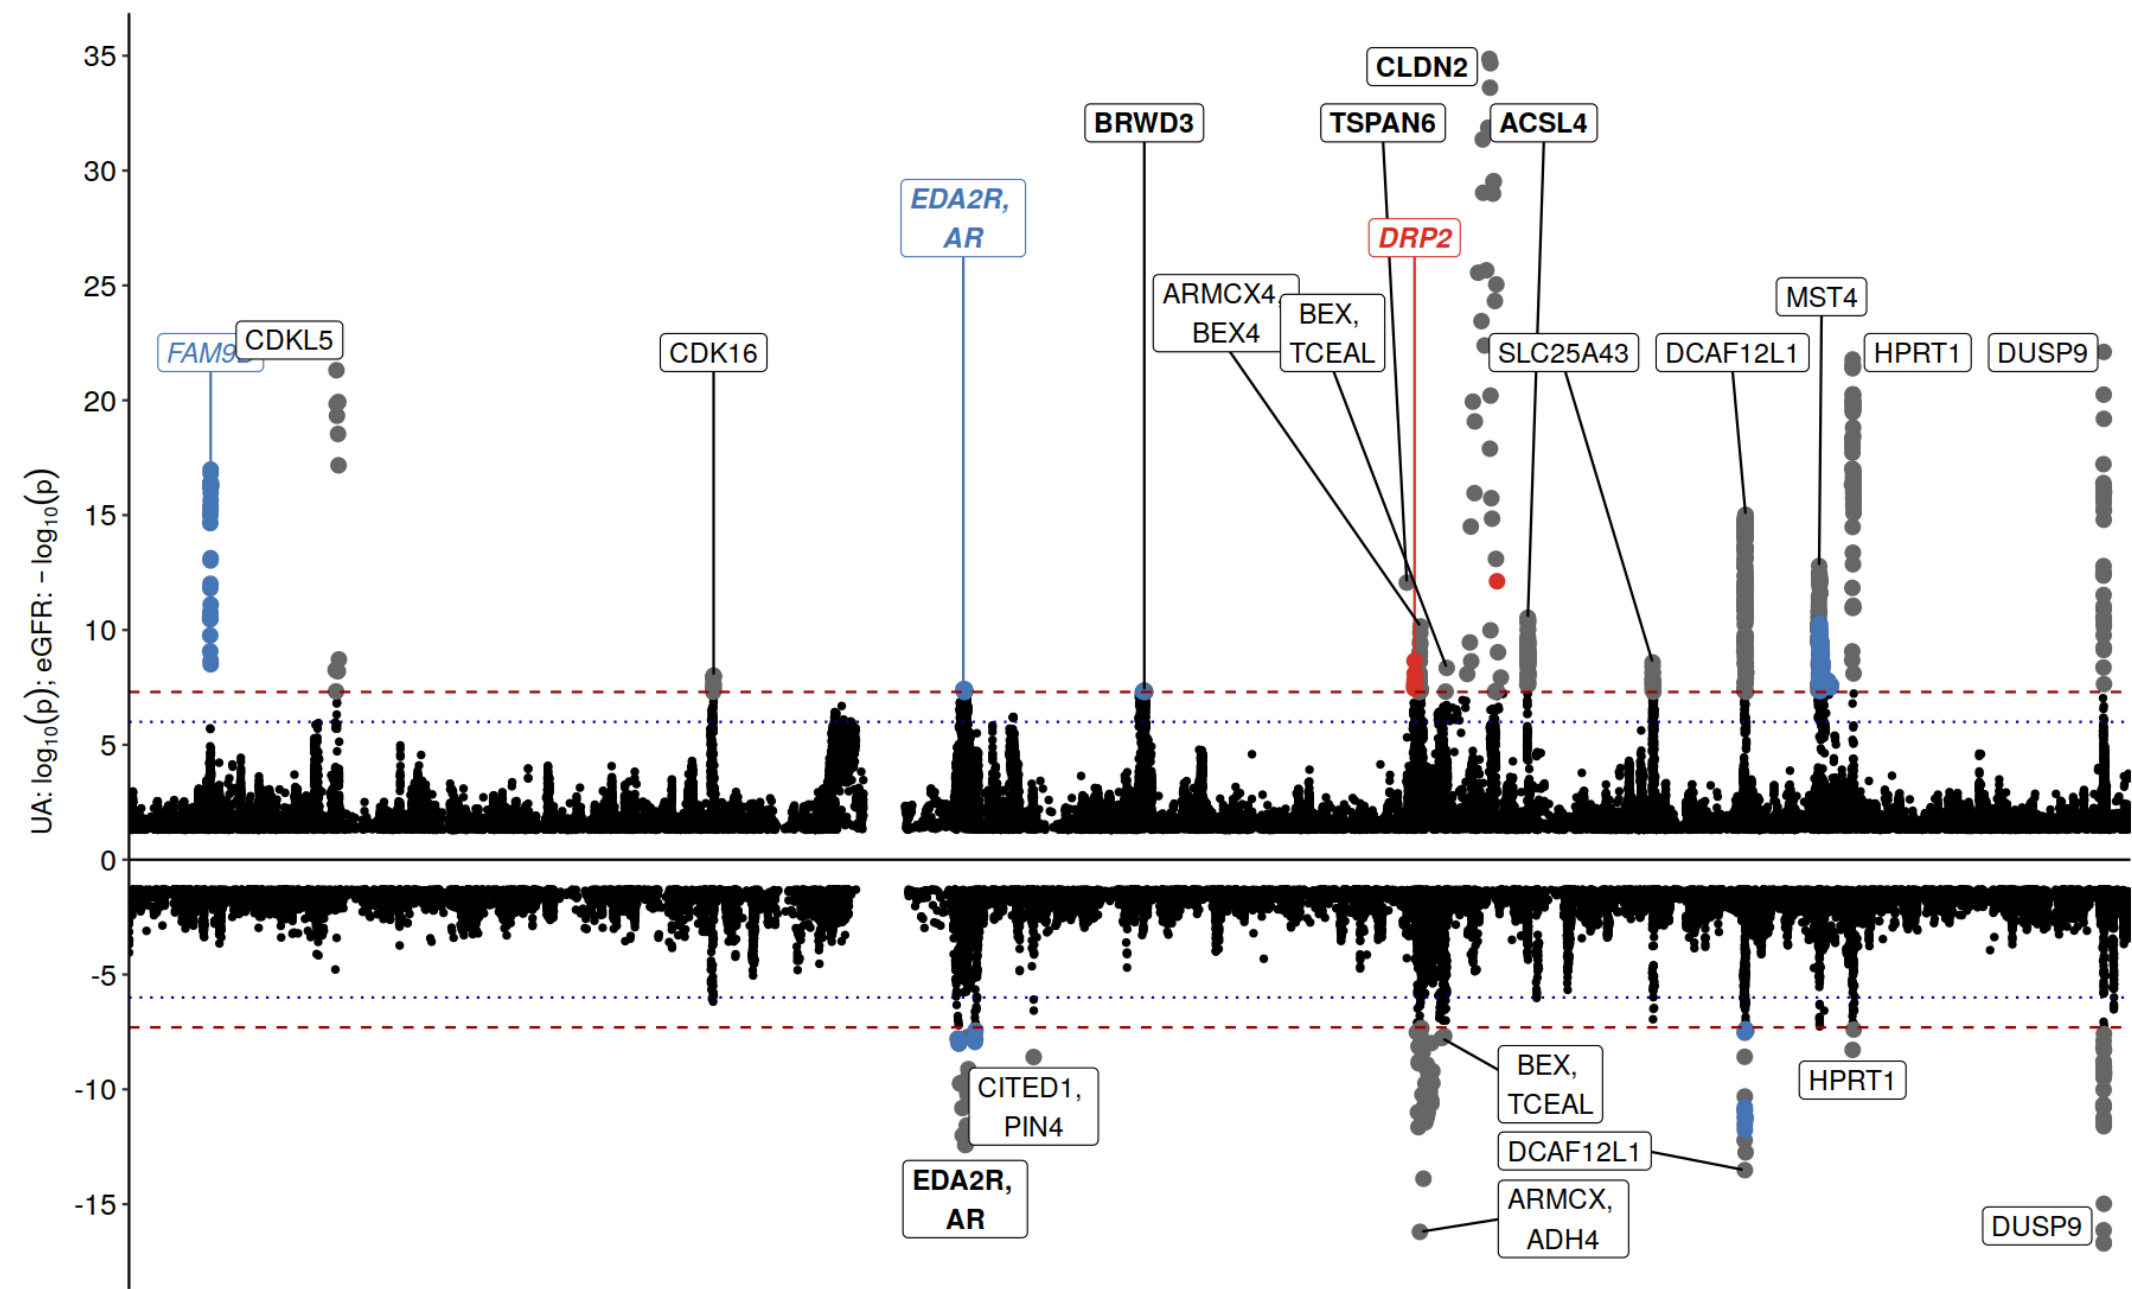 35
CLDN2
BRWD3
TSPAN6
ACSL4
30
EDA2R,
AR
DRP2
25
ARMCX4,
BEX4
BEX,
TCEAL
MST4
CDKL5
CDK16
SLC25A43
DCAF12L1
HPRT1
DUSP9
20
15
10
5
0
-5
-10
-15
UA: log10(p); eGFR: − log10(p)
CITED1,
PIN4
EDA2R,
AR
BEX,
TCEAL
HPRT1
DCAF12L1
ARMCX,
ADH4
DUSP9